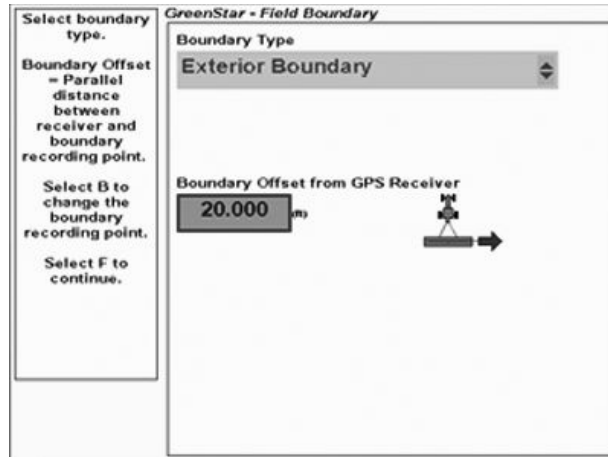 Select boundary
type.
Boundary Offset
= Parallel
distance
between
receiver and
boundary
recording point.
Select B to
change the
boundary
recording point.
Select F to
continue.
GreenStar - Field Boundary
Boundary Type
Exterior Boundary
Boundary Offset from GPS Receiver
20.000 (ft)